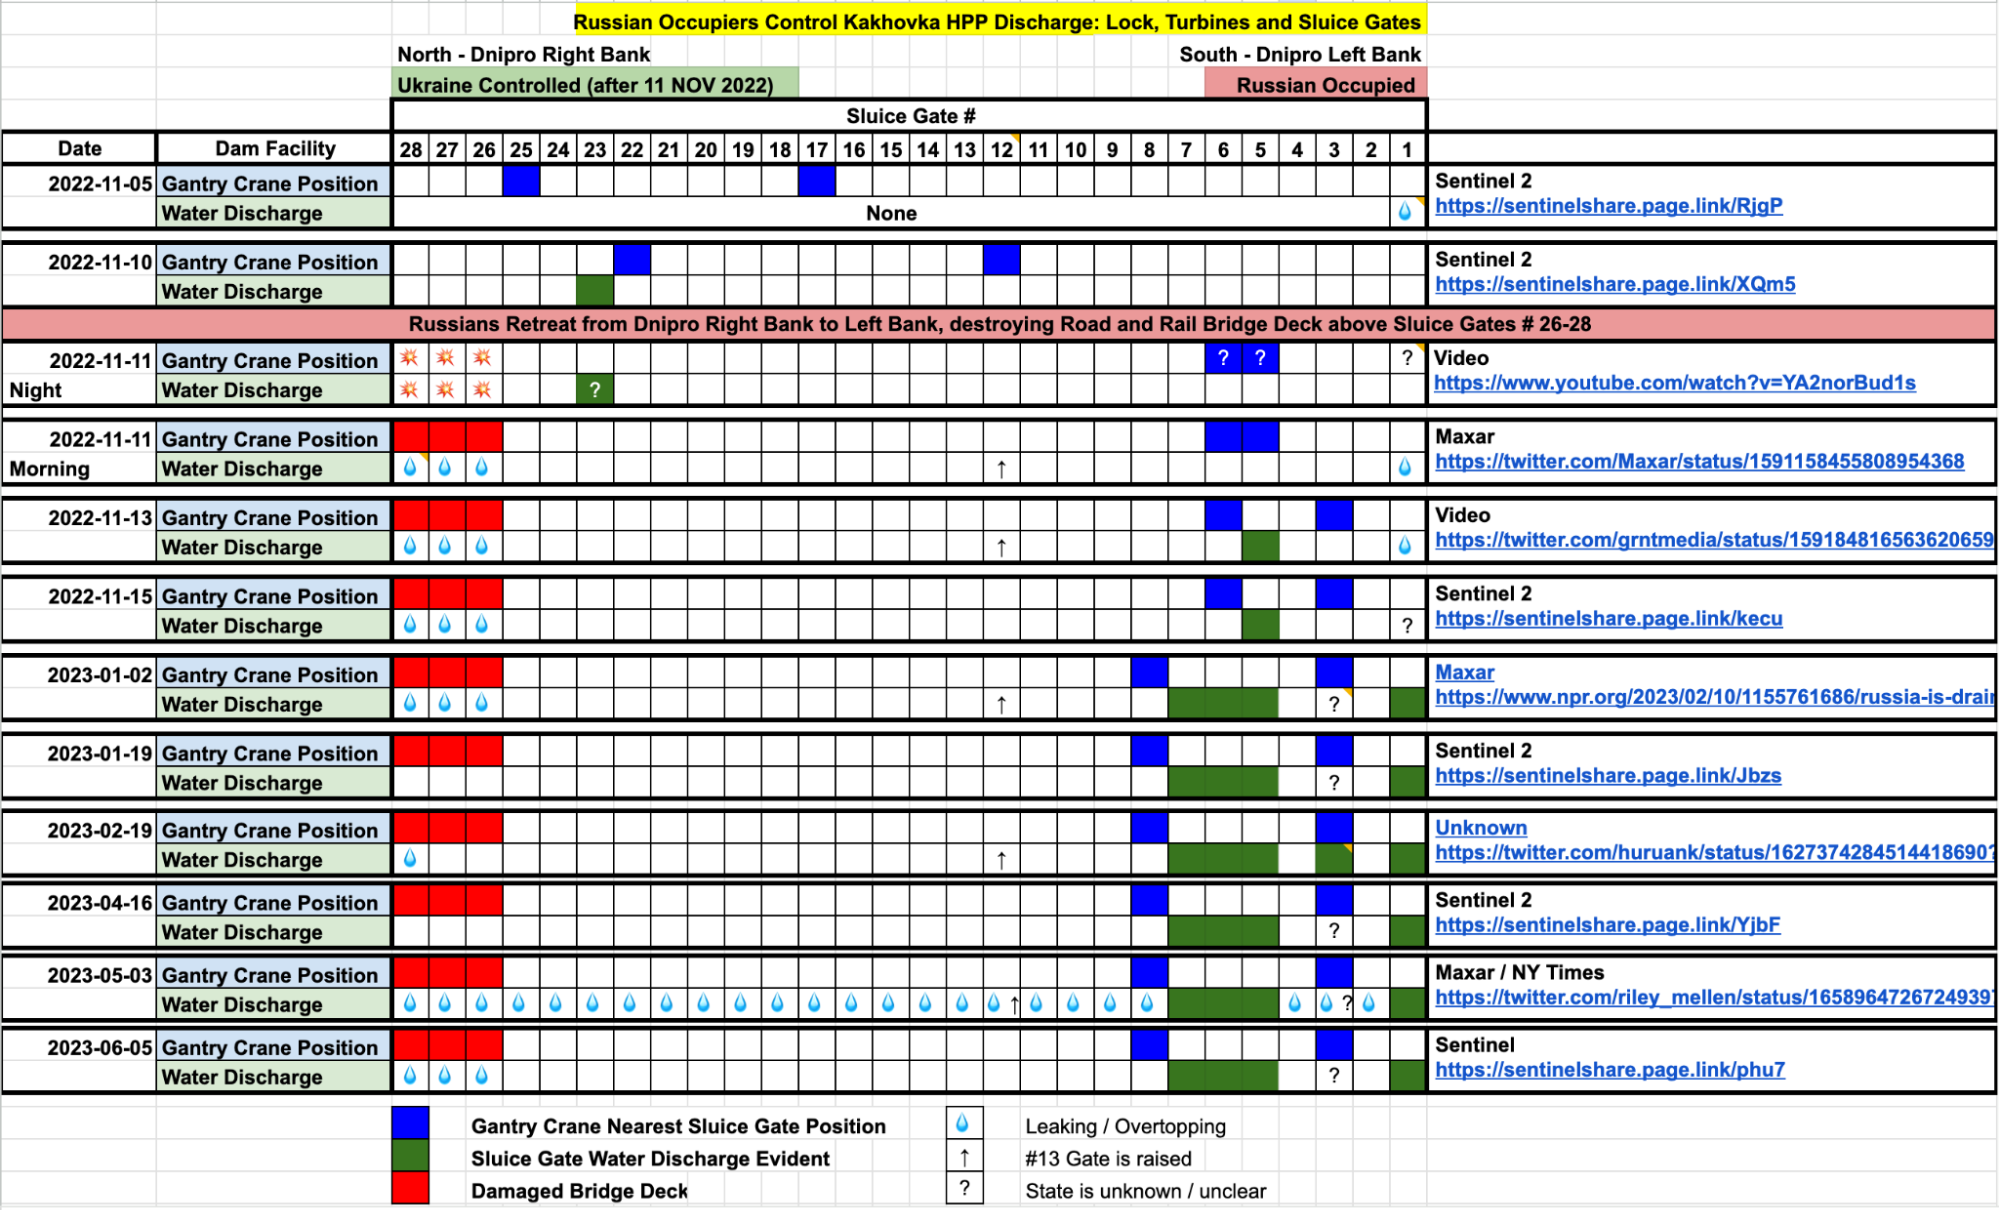 Russian Occupiers Control Kakhovka HPP Discharge: Lock, Turbines and Sluice Gates
North - Dnipro Right Bank South - Dnipro Left Bank
Ukraine Controlled (after 11 NOV 2022) Russian Occupied
Sluice Gate #
Date Dam Facility 28 27 26 25 24 23 22 21 20 19 18 17 16 15 14 13 12 11 10 9 8 7 6 5 4 3 2 1
2022-11-05 Gantry Crane Position Sentinel 2
Water Discharge None https://sentinelshare.page.link/RjgP
2022-11-10 Gantry Crane Position Sentinel 2
Water Discharge https://sentinelshare.page.link/XQm5
Russians Retreat from Dnipro Right Bank to Left Bank, destroying Road and Rail Bridge Deck above Sluice Gates # 26-28
2022-11-11 Gantry Crane Position ? ? ? Video
Night Water Discharge ? https://www.youtube.com/watch?v=YA2norBud1s
2022-11-11 Gantry Crane Position Maxar
Morning Water Discharge ↑ https://twitter.com/Maxar/status/1591158455808954368
2022-11-13 Gantry Crane Position Video
Water Discharge ↑ https://twitter.com/grntmedia/status/159184816563620659
2022-11-15 Gantry Crane Position Sentinel 2
Water Discharge ? https://sentinelshare.page.link/kecu
2023-01-02 Gantry Crane Position Maxar
Water Discharge ↑ ? https://www.npr.org/2023/02/10/1155761686/russia-is-drai
2023-01-19 Gantry Crane Position Sentinel 2
Water Discharge ? https://sentinelshare.page.link/Jbzs
2023-02-19 Gantry Crane Position Unknown
Water Discharge ↑ https://twitter.com/huruank/status/1627374284514418690?
2023-04-16 Gantry Crane Position Sentinel 2
Water Discharge ? https://sentinelshare.page.link/YjbF
2023-05-03 Gantry Crane Position Maxar / NY Times
Water Discharge ↑ ? https://twitter.com/riley_mellen/status/1658964726724939
2023-06-05 Gantry Crane Position Sentinel
Water Discharge ? https://sentinelshare.page.link/phu7
Gantry Crane Nearest Sluice Gate Position Leaking / Overtopping
Sluice Gate Water Discharge Evident ↑ #13 Gate is raised
Damaged Bridge Deck ? State is unknown / unclear